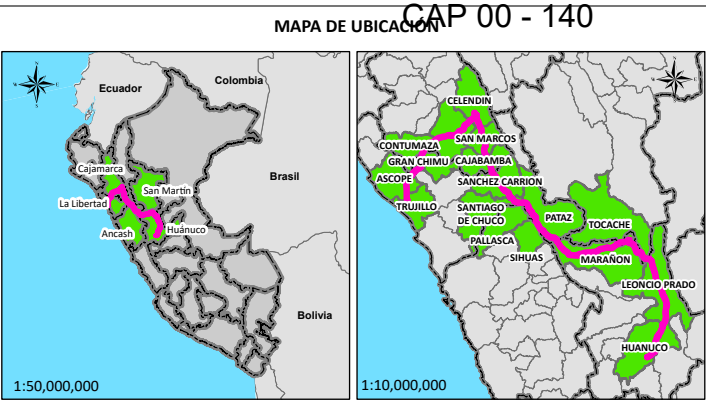 CAP 00 - 140
MAPA DE UBICACIÓN
Ecuador
Colombia
Brasil
Bolivia
Cajamarca
San Martín
La Libertad
Ancash
Huánuco
1:50,000,000
CELENDIN
SAN MARCOS
CONTUMAZA
GRAN CHIMU
CAJABAMBA
ASCOPE
SANCHEZ CARRION
TRUJILLO
SANTIAGO
DE CHUCO
PATAZ
TOCACHE
PALLASCA
SIHUAS
MARAÑON
LEONCIO PRADO
HUANUCO
1:10,000,000